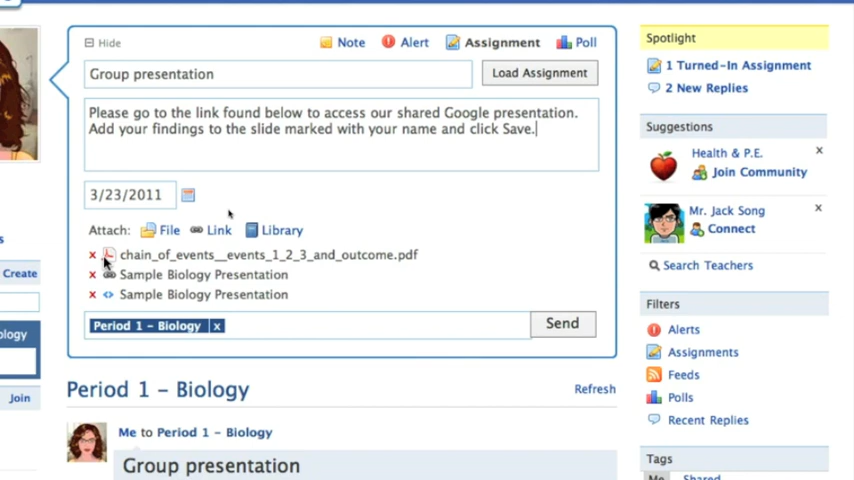 Hide
Note
Alert
Assignment
Poll
Group presentation
Load Assignment
Please go to the link found below to access our shared Google presentation.
Add your findings to the slide marked with your name and click Save.
3/23/2011
Attach: File Link Library
x chain_of_events__events_1_2_3_and_outcome.pdf
x Sample Biology Presentation
x Sample Biology Presentation
Period 1 - Biology x
Send
Period 1 - Biology
Refresh
Me to Period 1 - Biology
Group presentation
s
Create
ology
Join
Spotlight
1 Turned-In Assignment
2 New Replies
Suggestions
Health & P.E. x
Join Community
Mr. Jack Song x
Connect
Search Teachers
Filters
Alerts
Assignments
Feeds
Polls
Recent Replies
Tags
Me Shared